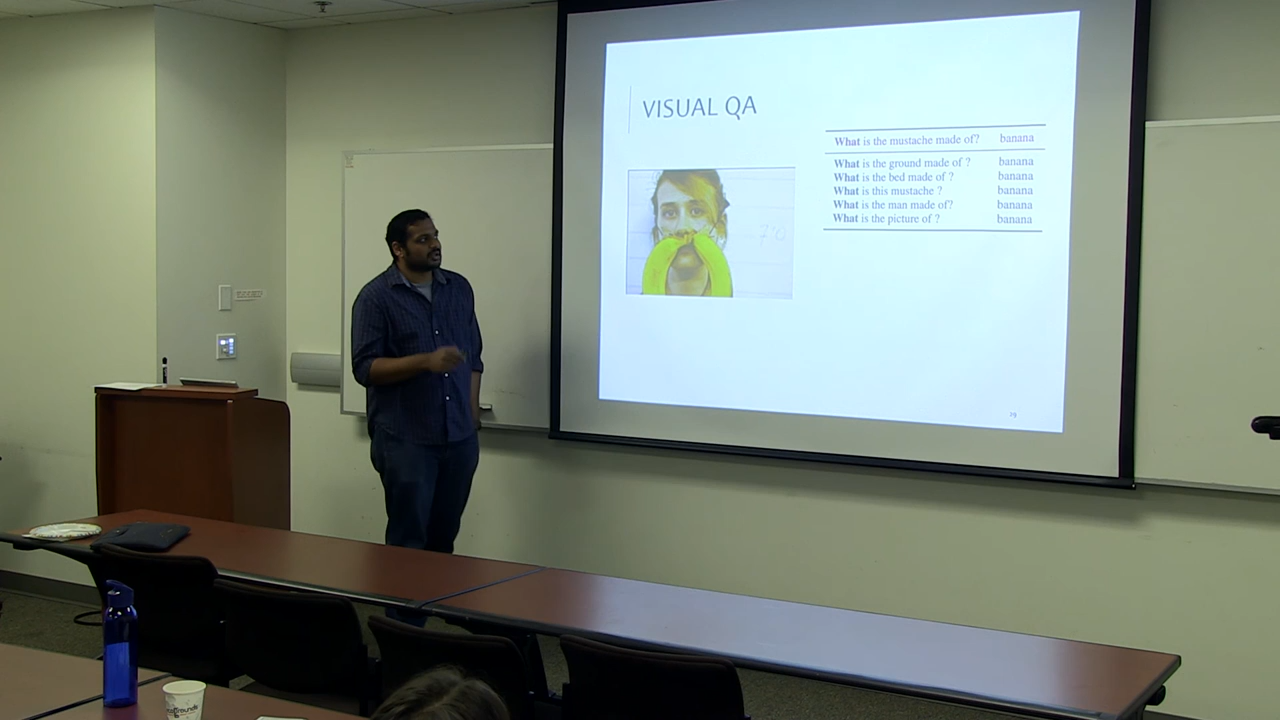 VISUAL QA
What is the mustache made of? banana
What is the ground made of ? banana
What is the bed made of ? banana
What is this mustache ? banana
What is the man made of? banana
What is the picture of ? banana
19